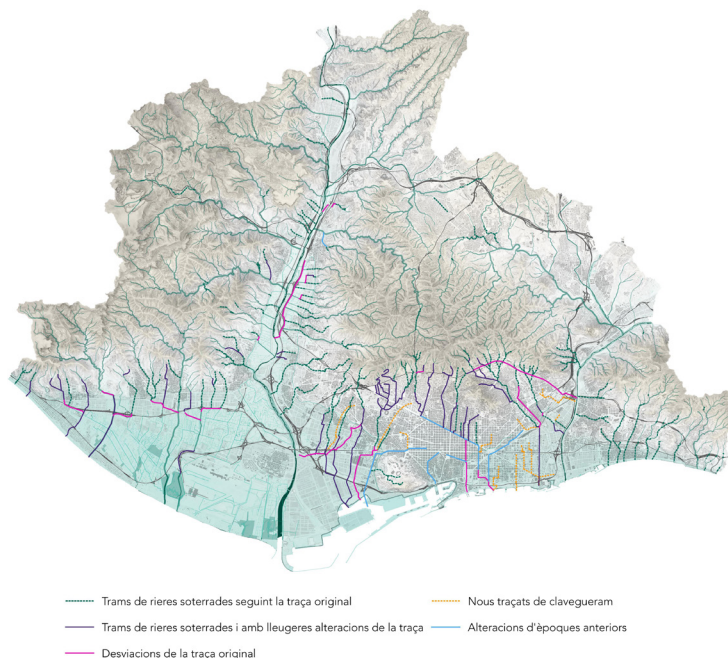 Trams de rieres soterrades seguint la traça original
Trams de rieres soterrades i amb lleugeres alteracions de la traça
Desviacions de la traça original
Nous traçats de clavegueram
Alteracions d'èpoques anteriors